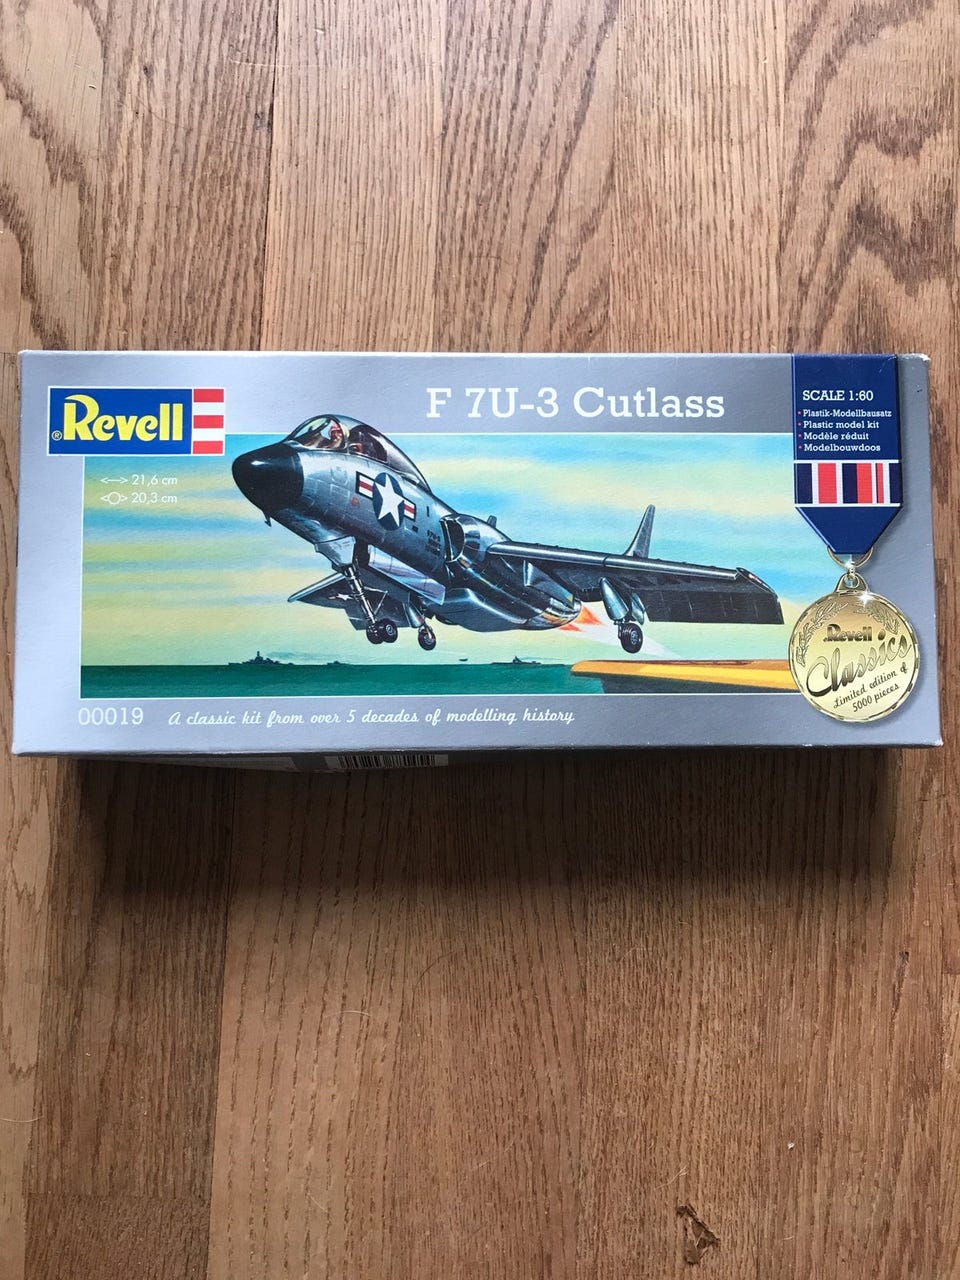 ® Revell
F 7U-3 Cutlass
SCALE 1:60
• Plastik-Modellbausatz
• Plastic model kit
• Modèle réduit
• Modelbouwdoos
21,6 cm
20,3 cm
Revell
Classics
Limited edition of
5000 pieces
00019
A classic kit from over 5 decades of modelling history